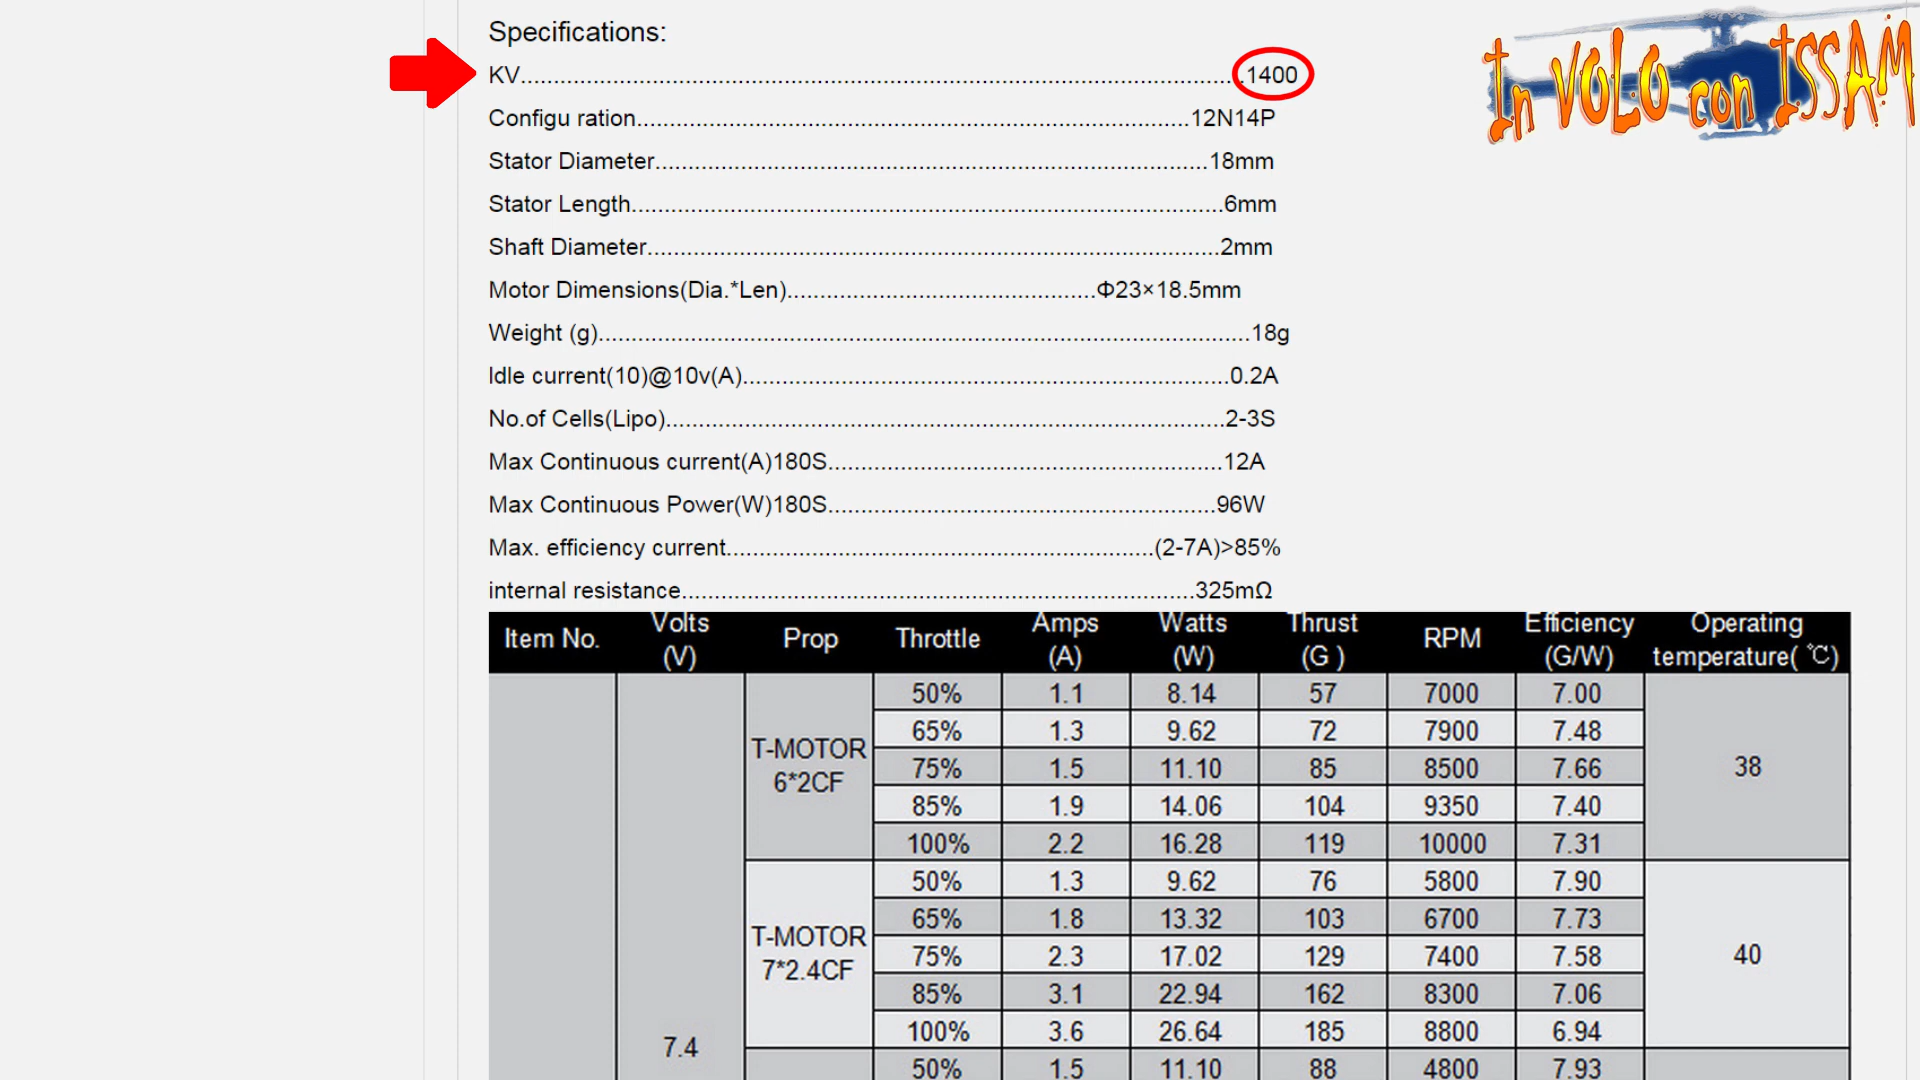 Specifications:
In VOLO con ISSAM
KV..........................................................................................................1400
Configu ration....................................................................................12N14P
Stator Diameter....................................................................................18mm
Stator Length..........................................................................................6mm
Shaft Diameter.......................................................................................2mm
Motor Dimensions(Dia.*Len)...............................................Φ23×18.5mm
Weight (g)...................................................................................................18g
Idle current(10)@10v(A)..........................................................................0.2A
No.of Cells(Lipo).....................................................................................2-3S
Max Continuous current(A)180S............................................................12A
Max Continuous Power(W)180S...........................................................96W
Max. efficiency current.................................................................(2-7A)>85%
internal resistance..............................................................................325mΩ
Item No. Volts (V) Prop Throttle Amps (A) Watts (W) Thrust (G ) RPM Efficiency (G/W) Operating temperature( ℃)
7.4
T-MOTOR 6*2CF
50% 1.1 8.14 57 7000 7.00
65% 1.3 9.62 72 7900 7.48
75% 1.5 11.10 85 8500 7.66
85% 1.9 14.06 104 9350 7.40
100% 2.2 16.28 119 10000 7.31
38
T-MOTOR 7*2.4CF
50% 1.3 9.62 76 5800 7.90
65% 1.8 13.32 103 6700 7.73
75% 2.3 17.02 129 7400 7.58
85% 3.1 22.94 162 8300 7.06
100% 3.6 26.64 185 8800 6.94
40
50% 1.5 11.10 88 4800 7.93